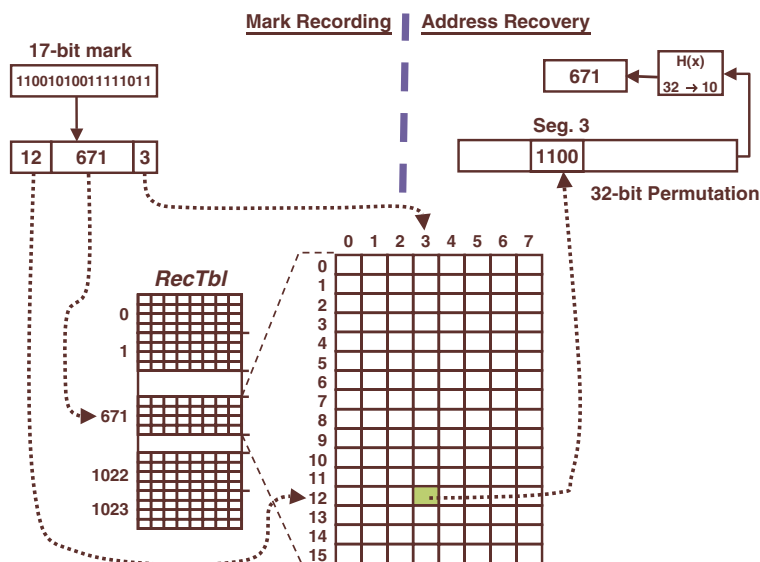 Mark Recording Address Recovery
17-bit mark
11001010011111011
12 671 3
671
H(x)
32 → 10
Seg. 3
1100
32-bit Permutation
RecTbl
0
1
671
1022
1023
0 1 2 3 4 5 6 7
0
1
2
3
4
5
6
7
8
9
10
11
12
13
14
15